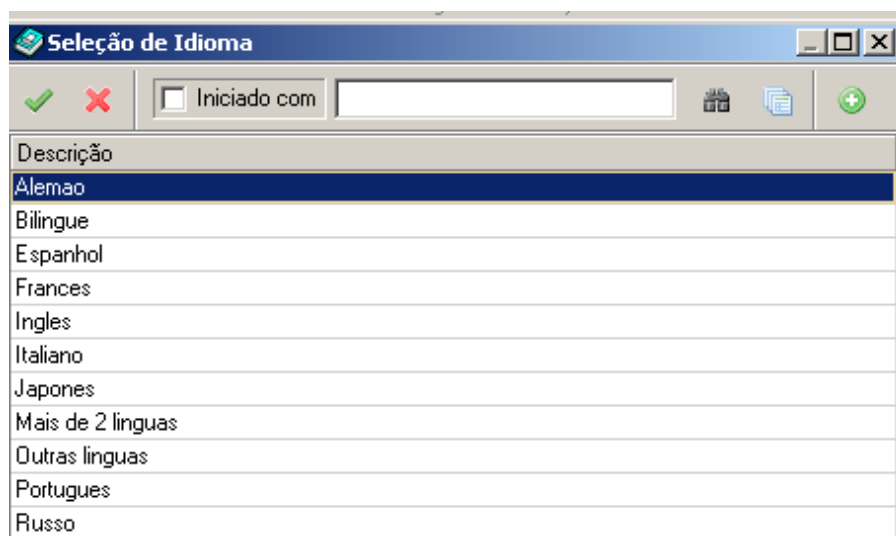 Seleção de Idioma
Iniciado com
Descrição
Alemao
Bilingue
Espanhol
Frances
Ingles
Italiano
Japones
Mais de 2 linguas
Outras linguas
Portugues
Russo